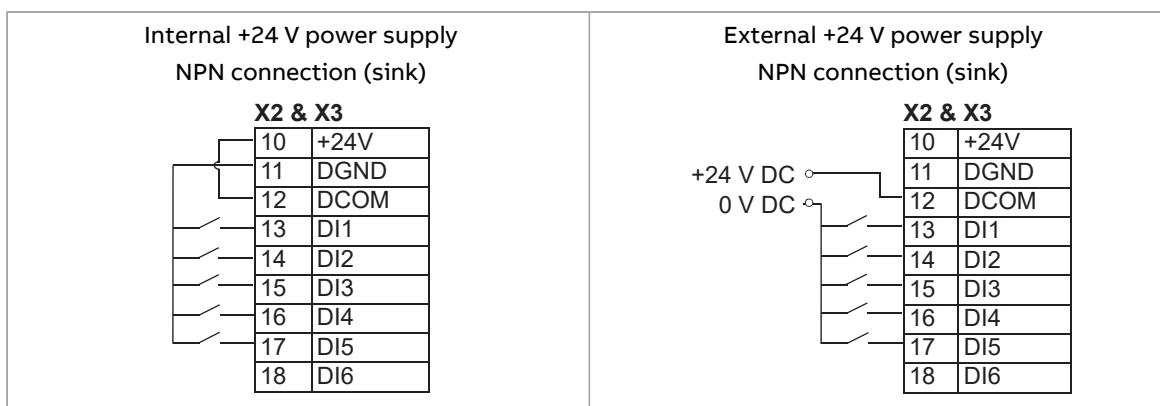 Internal +24 V power supply
NPN connection (sink)
X2 & X3
10 +24V
11 DGND
12 DCOM
13 DI1
14 DI2
15 DI3
16 DI4
17 DI5
18 DI6
External +24 V power supply
NPN connection (sink)
X2 & X3
10 +24V
+24 V DC 11 DGND
0 V DC 12 DCOM
13 DI1
14 DI2
15 DI3
16 DI4
17 DI5
18 DI6